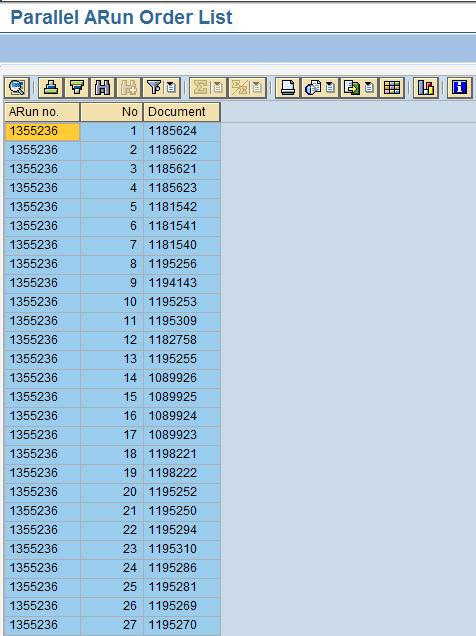 Parallel ARun Order List
ARun no. No Document
1355236 1 1185624
1355236 2 1185622
1355236 3 1185621
1355236 4 1185623
1355236 5 1181542
1355236 6 1181541
1355236 7 1181540
1355236 8 1195256
1355236 9 1194143
1355236 10 1195253
1355236 11 1195309
1355236 12 1182758
1355236 13 1195255
1355236 14 1089926
1355236 15 1089925
1355236 16 1089924
1355236 17 1089923
1355236 18 1198221
1355236 19 1198222
1355236 20 1195252
1355236 21 1195250
1355236 22 1195294
1355236 23 1195310
1355236 24 1195286
1355236 25 1195281
1355236 26 1195269
1355236 27 1195270